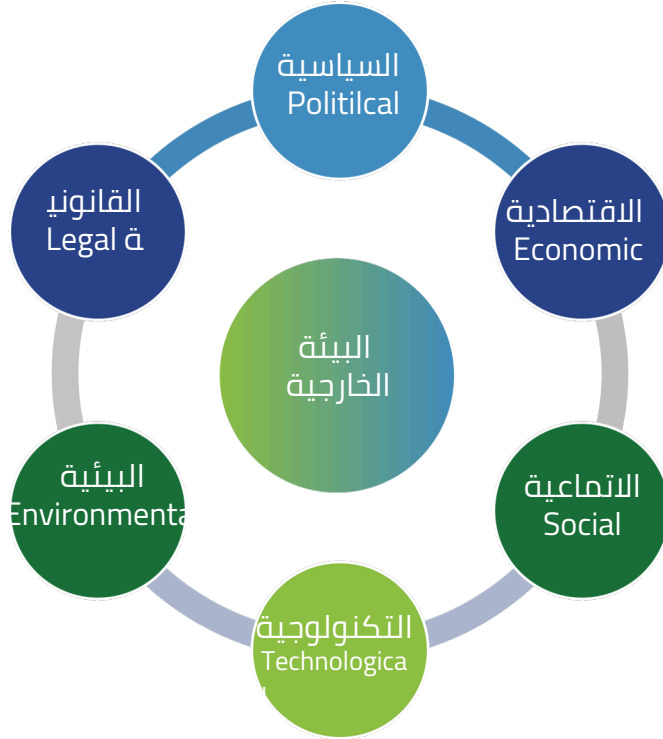 السياسية
Politilcal
الاقتصادية
Economic
الاتماعية
Social
التكنولوجية
Technologica
l
البيئية
Environmenta
القانوني
ة Legal
البيئة
الخارجية